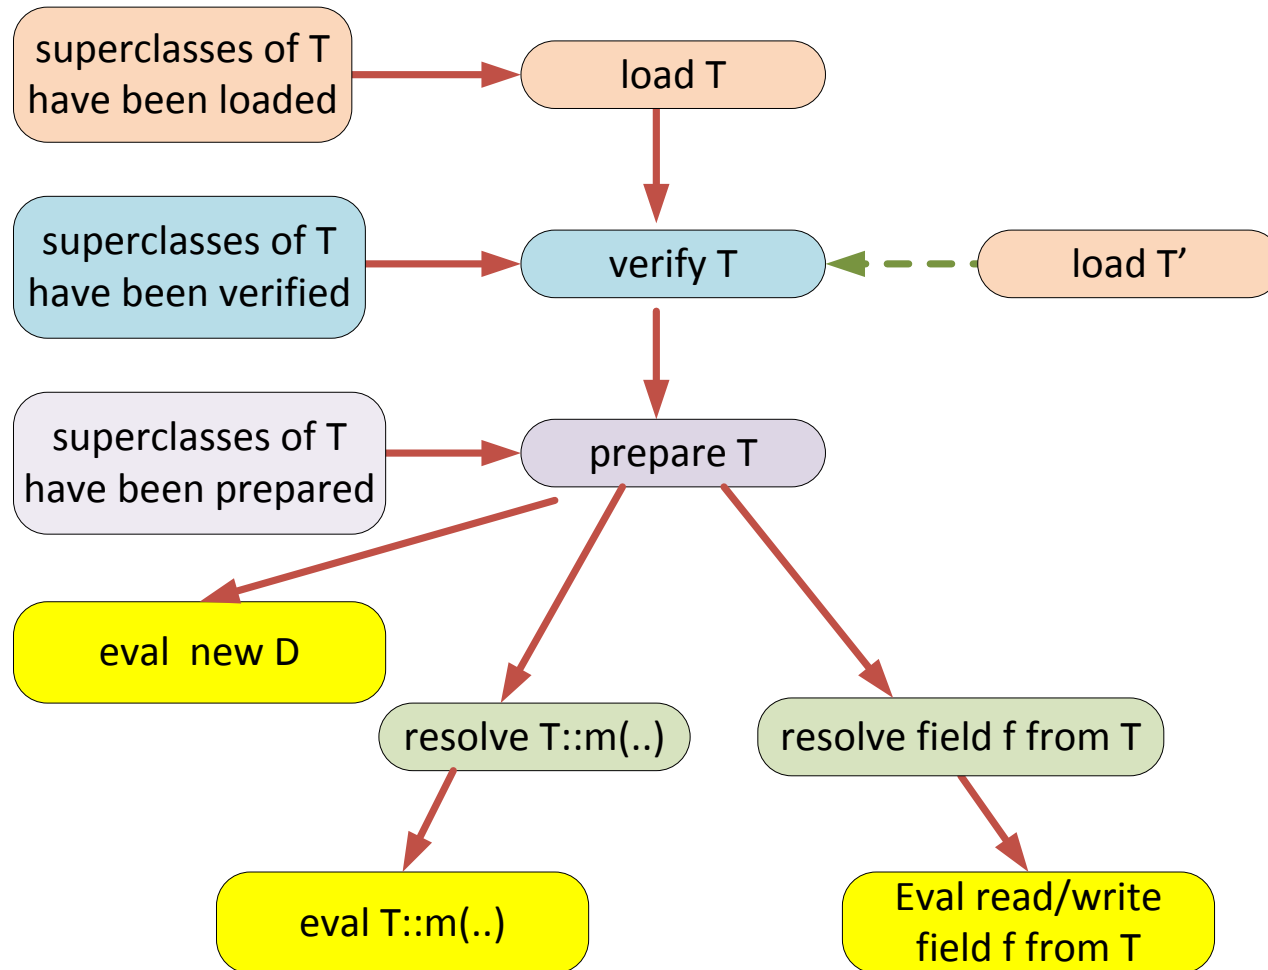 superclasses of T
have been loaded
load T
superclasses of T
have been verified
verify T
load T’
superclasses of T
have been prepared
prepare T
eval  new D
resolve T::m(..)
resolve field f from T
eval T::m(..)
Eval read/write
field f from T